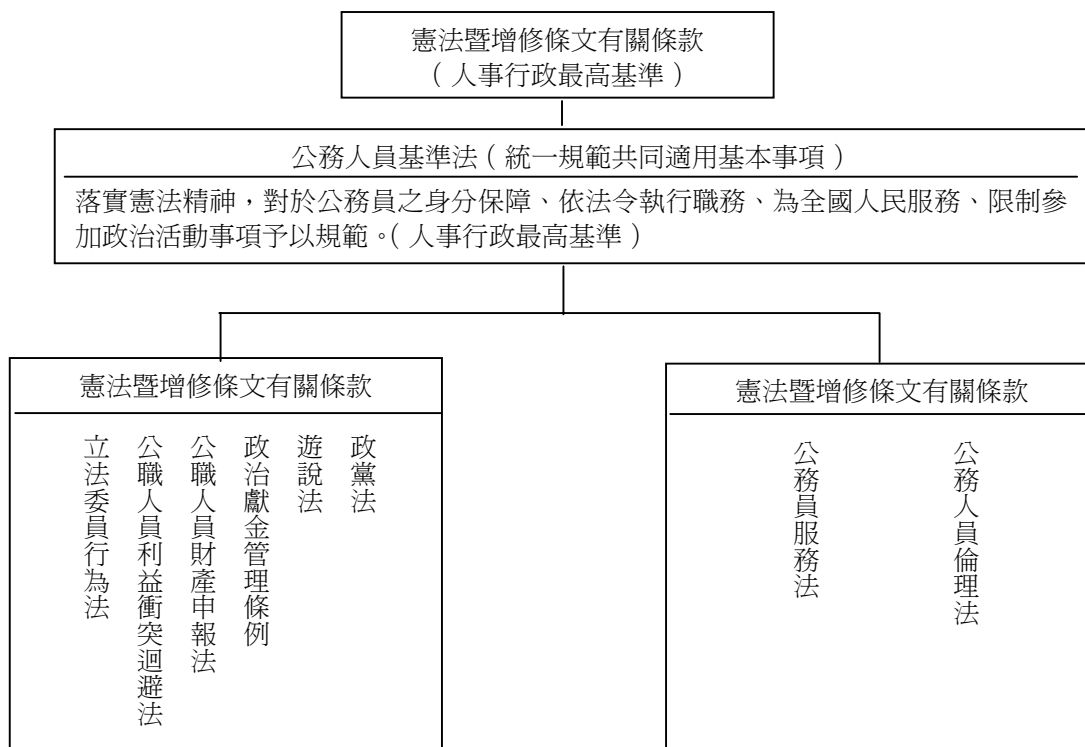 憲法暨增修條文有關條款
（人事行政最高基準）
公務人員基準法（統一規範共同適用基本事項）
落實憲法精神，對於公務員之身分保障、依法令執行職務、為全國人民服務、限制參
加政治活動事項予以規範。（人事行政最高基準）
憲法暨增修條文有關條款
政黨法
遊說法
政治獻金管理條例
公職人員財產申報法
公職人員利益衝突迴避法
立法委員行為法
憲法暨增修條文有關條款
公務人員倫理法
公務員服務法